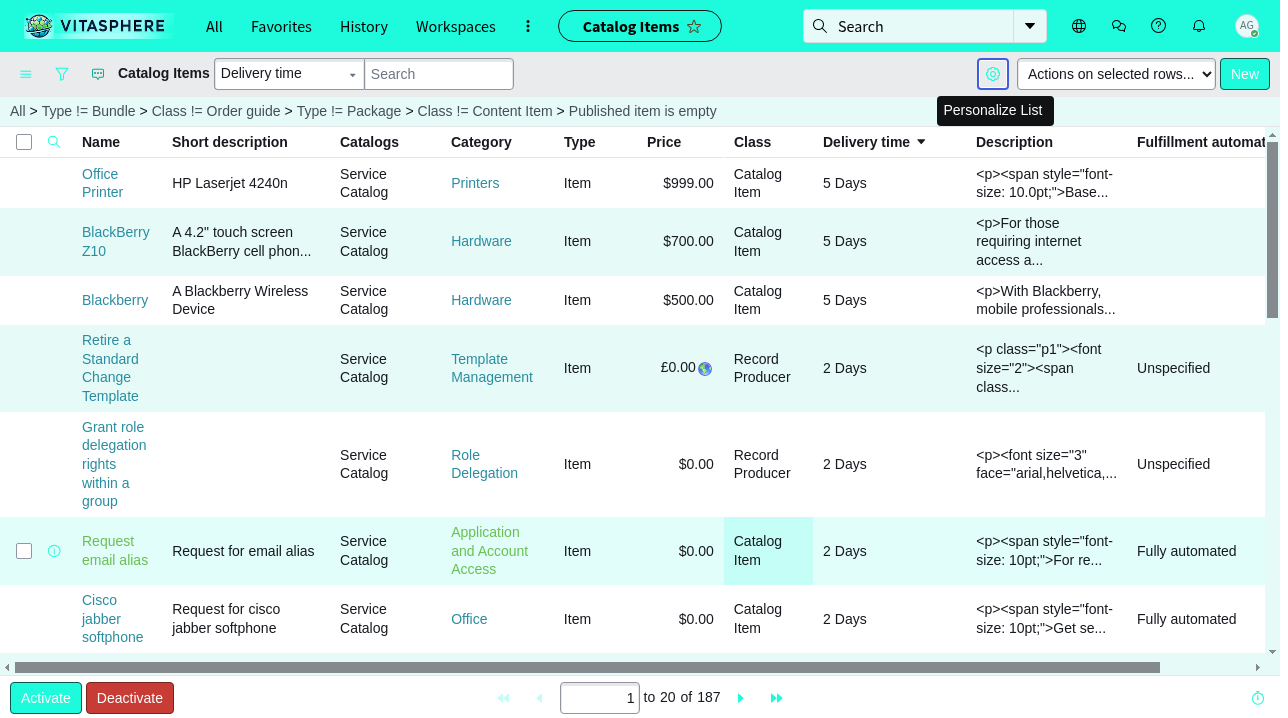 VITASPHERE All Favorites History Workspaces Catalog Items Search AG
Catalog Items Delivery time Search Actions on selected rows... New
All > Type != Bundle > Class != Order guide > Type != Package > Class != Content Item > Published item is empty
Personalize List
Name Short description Catalogs Category Type Price Class Delivery time Description Fulfillment automat
Office Printer HP Laserjet 4240n Service Catalog Printers Item $999.00 Catalog Item 5 Days <p><span style="font-size: 10.0pt;">Base...
BlackBerry Z10 A 4.2" touch screen BlackBerry cell phon... Service Catalog Hardware Item $700.00 Catalog Item 5 Days <p>For those requiring internet access a...
Blackberry A Blackberry Wireless Device Service Catalog Hardware Item $500.00 Catalog Item 5 Days <p>With Blackberry, mobile professionals...
Retire a Standard Change Template Service Catalog Template Management Item £0.00 Record Producer 2 Days <p class="p1"><font size="2"><span class... Unspecified
Grant role delegation rights within a group Service Catalog Role Delegation Item $0.00 Record Producer 2 Days <p><font size="3" face="arial,helvetica,... Unspecified
Request email alias Request for email alias Service Catalog Application and Account Access Item $0.00 Catalog Item 2 Days <p><span style="font-size: 10pt;">For re... Fully automated
Cisco jabber softphone Request for cisco jabber softphone Service Catalog Office Item $0.00 Catalog Item 2 Days <p><span style="font-size: 10pt;">Get se... Fully automated
Activate Deactivate 1 to 20 of 187